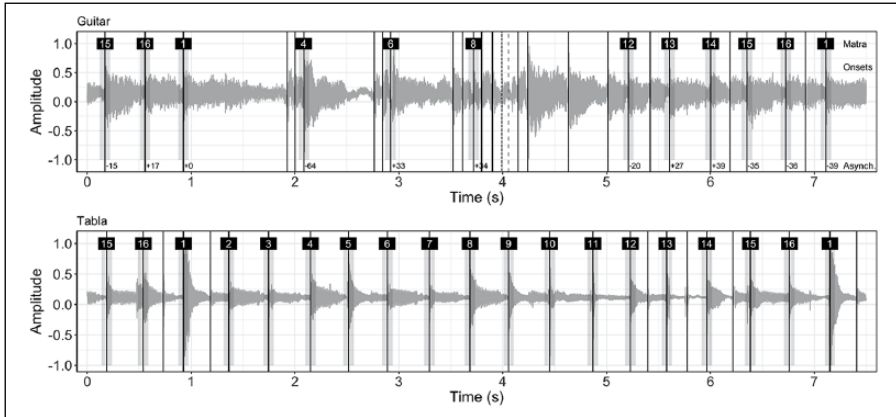 Guitar
15 16 1 4 6 8 12 13 14 15 16 1 Matra
Onsets
1.0
0.5
0.0
-0.5
-1.0
Amplitude
-15 +17 +0 -64 +33 +34 -20 +27 +39 -35 -36 -39 Asynch.
0 1 2 3 4 5 6 7
Time (s)
Tabla
15 16 1 2 3 4 5 6 7 8 9 10 11 12 13 14 15 16 1
1.0
0.5
0.0
-0.5
-1.0
Amplitude
0 1 2 3 4 5 6 7
Time (s)